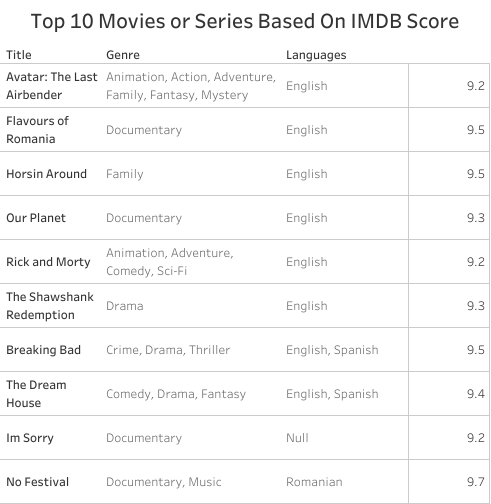 Top 10 Movies or Series Based On IMDB Score
Title Genre Languages
Avatar: The Last Animation, Action, Adventure,
Airbender Family, Fantasy, Mystery English 9.2
Flavours of
Romania Documentary English 9.5
Horsin Around Family English 9.5
Our Planet Documentary English 9.3
Rick and Morty Animation, Adventure,
Comedy, Sci-Fi English 9.2
The Shawshank
Redemption Drama English 9.3
Breaking Bad Crime, Drama, Thriller English, Spanish 9.5
The Dream
House Comedy, Drama, Fantasy English, Spanish 9.4
Im Sorry Documentary Null 9.2
No Festival Documentary, Music Romanian 9.7